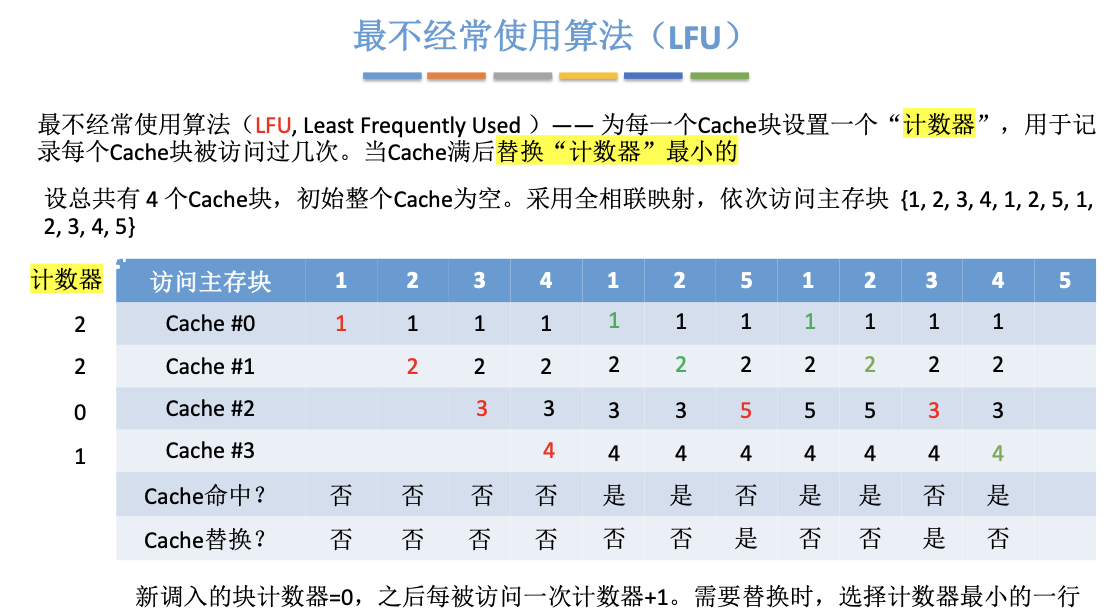 最不经常使用算法（LFU）
最不经常使用算法（LFU, Least Frequently Used ）—— 为每一个Cache块设置一个“计数器”，用于记
录每个Cache块被访问过几次。当Cache满后替换“计数器”最小的
设总共有 4 个Cache块，初始整个Cache为空。采用全相联映射，依次访问主存块 {1, 2, 3, 4, 1, 2, 5, 1,
2, 3, 4, 5}
计数器 访问主存块 1 2 3 4 1 2 5 1 2 3 4 5
2 Cache #0 1 1 1 1 1 1 1 1 1 1 1
2 Cache #1 2 2 2 2 2 2 2 2 2 2
0 Cache #2 3 3 3 3 5 5 5 3 3
1 Cache #3 4 4 4 4 4 4 4 4
Cache命中？ 否 否 否 否 是 是 否 是 是 否 是
Cache替换？ 否 否 否 否 否 否 是 否 否 是 否
新调入的块计数器=0，之后每被访问一次计数器+1。需要替换时，选择计数器最小的一行